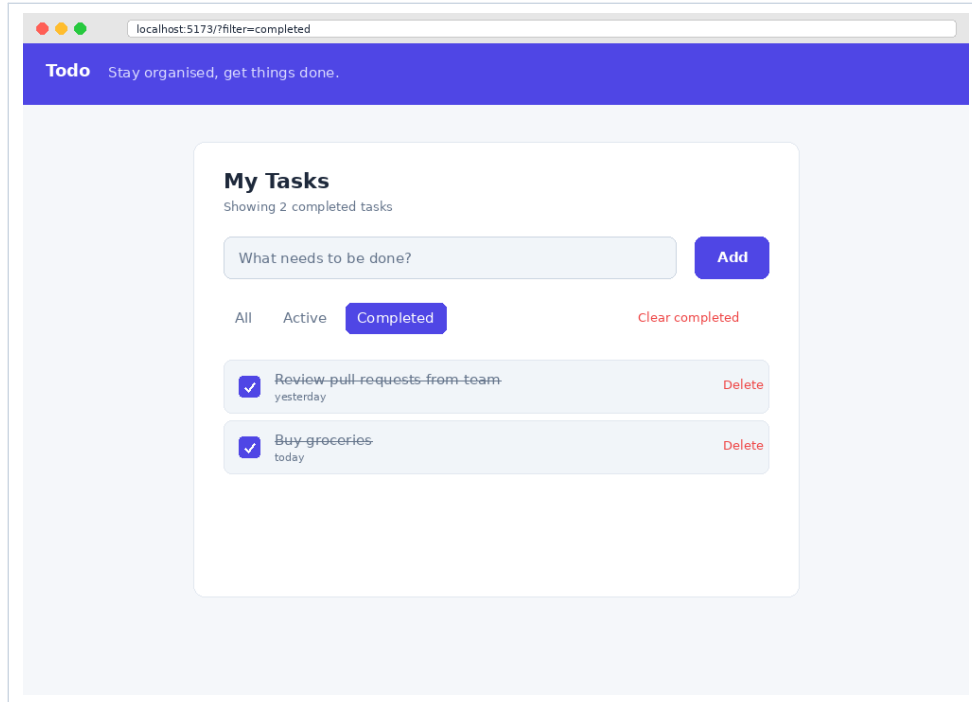 localhost:5173/?filter=completed
Todo Stay organised, get things done.
My Tasks
Showing 2 completed tasks
What needs to be done? Add
All Active Completed Clear completed
Review pull requests from team Delete
yesterday
Buy groceries Delete
today